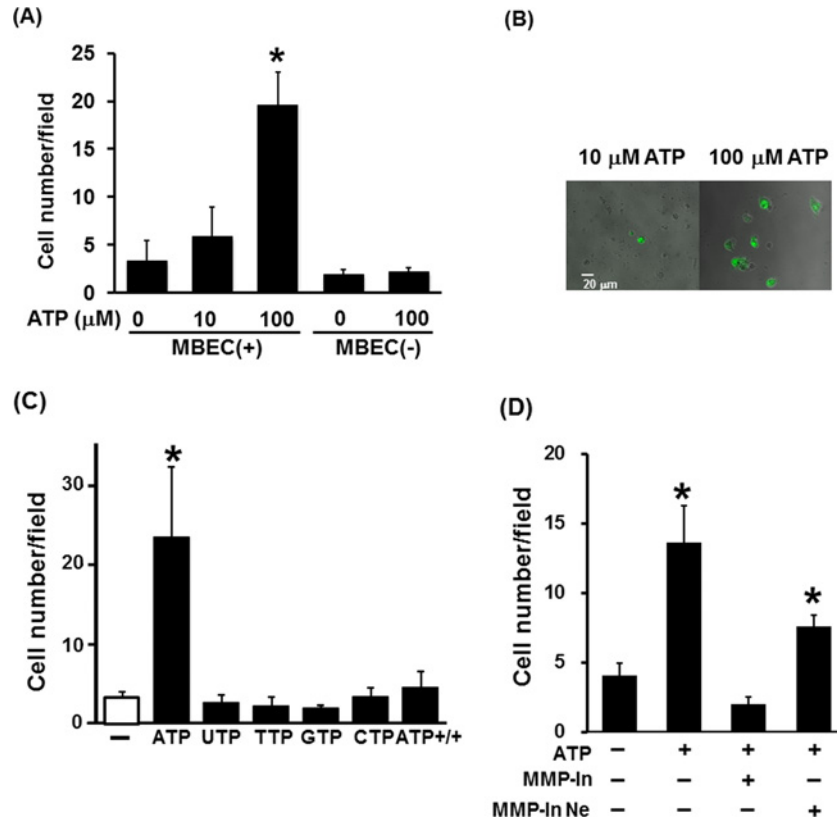 (A)
Cell number/field
25
20
15
10
5
0
*
ATP (μM) 0 10 100 0 100
MBEC(+) MBEC(-)
(B)
10 μM ATP 100 μM ATP
20 μm
(C)
Cell number/field
30
20
10
0
*
– ATP UTP TTP GTP CTP ATP+/+
(D)
Cell number/field
20
15
10
5
0
*
*
ATP – + + +
MMP-In – – + –
MMP-In Ne – – – +